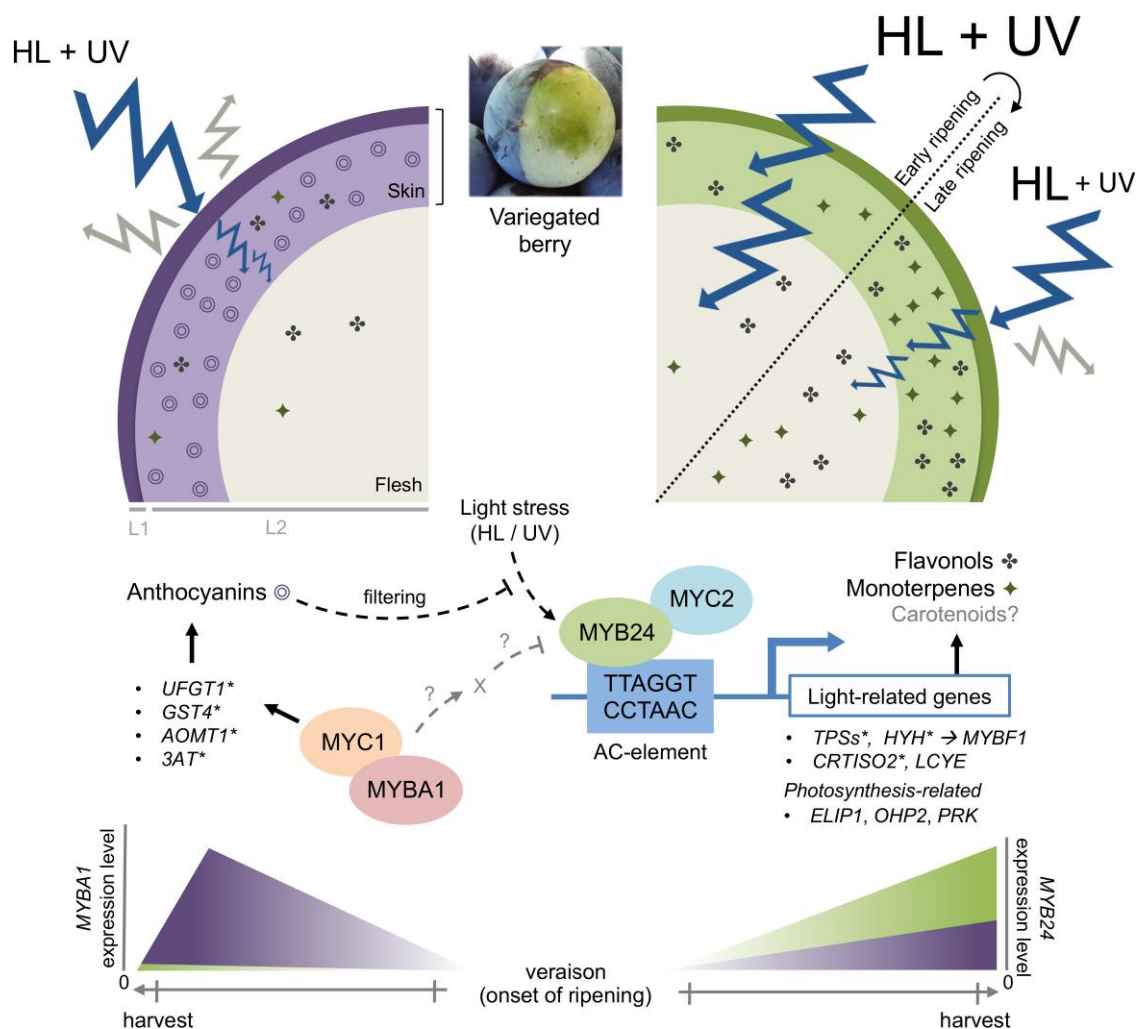 HL + UV
Skin
Flesh
L1
L2
Variegated
berry
HL + UV
Early ripening
Late ripening
HL + UV
Light stress
(HL / UV)
Anthocyanins
filtering
• UFGT1*
• GST4*
• AOMT1*
• 3AT*
MYC1
MYBA1
?
X
?
MYB24
MYC2
TTAGGT
CCTAAC
AC-element
Flavonols
Monoterpenes
Carotenoids?
Light-related genes
• TPSs*, HYH* → MYBF1
• CRTISO2*, LCYE
Photosynthesis-related
• ELIP1, OHP2, PRK
MYBA1
expression level
0
harvest
veraison
(onset of ripening)
MYB24
expression level
0
harvest